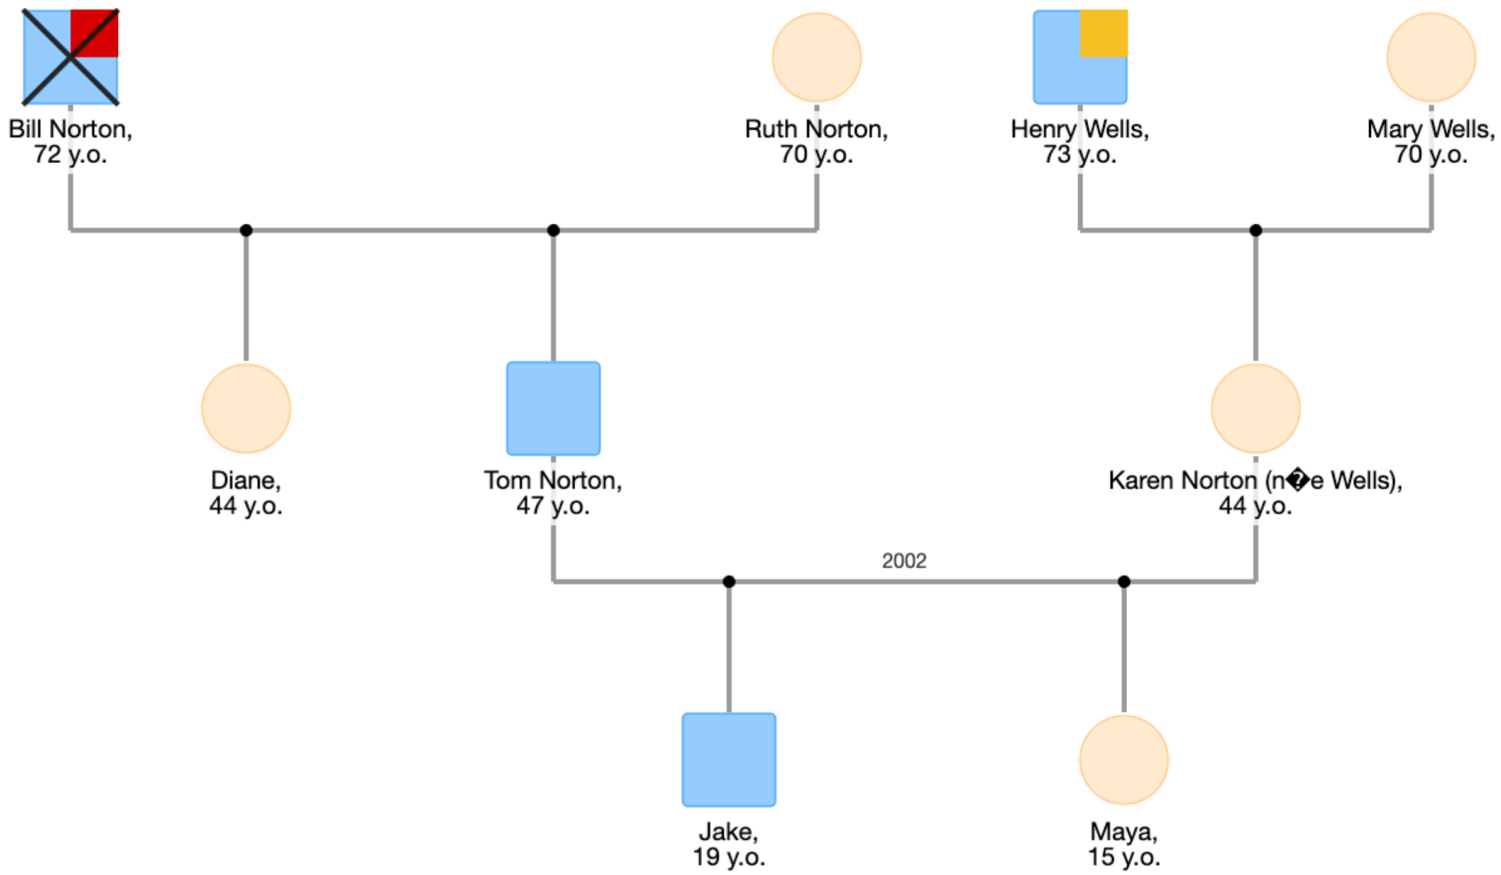 Bill Norton,
72 y.o.
Ruth Norton,
70 y.o.
Henry Wells,
73 y.o.
Mary Wells,
70 y.o.
Diane,
44 y.o.
Tom Norton,
47 y.o.
Karen Norton (n�e Wells),
44 y.o.
2002
Jake,
19 y.o.
Maya,
15 y.o.